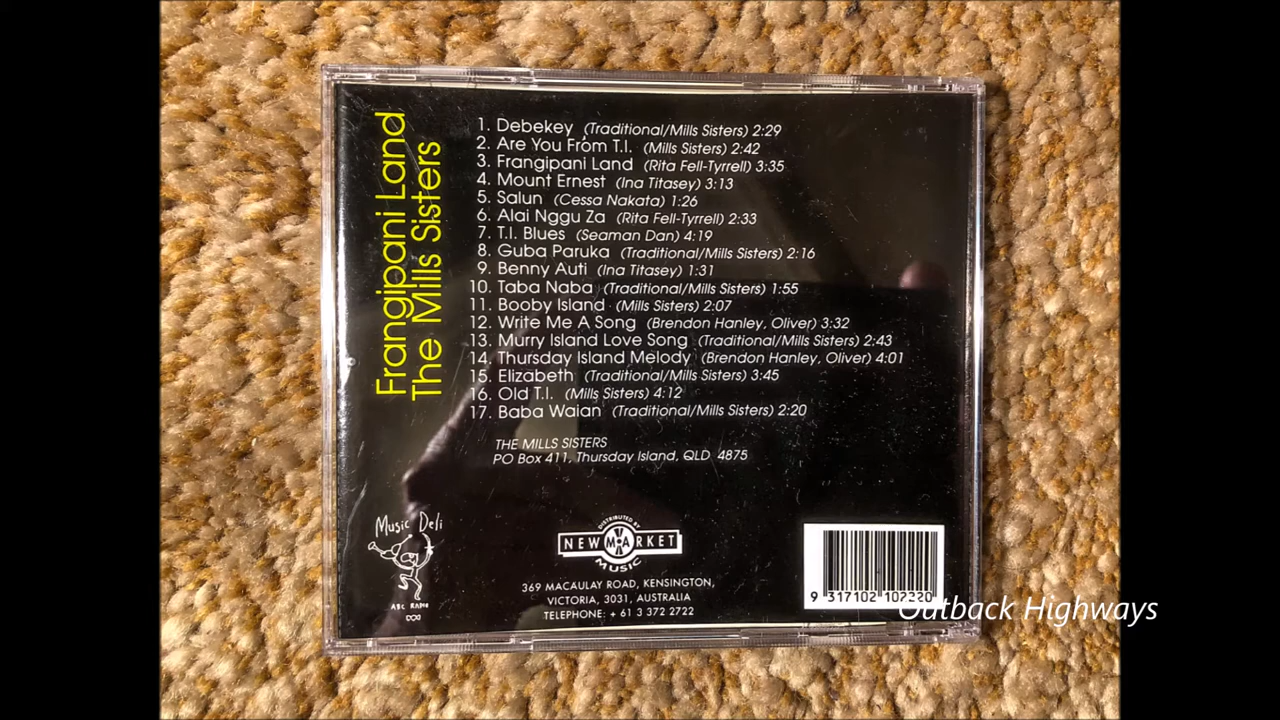 Frangipani Land
The Mills Sisters
1. Debekey (Traditional/Mills Sisters) 2:29
2. Are You From T.I. (Mills Sisters) 2:42
3. Frangipani Land (Rita Fell-Tyrrell) 3:35
4. Mount Ernest (Ina Titasey) 3:13
5. Salun (Cessa Nakata) 1:26
6. Alai Nggu Za (Rita Fell-Tyrrell) 2:33
7. T.I. Blues (Seaman Dan) 4:19
8. Guba Paruka (Traditional/Mills Sisters) 2:16
9. Benny Auti (Ina Titasey) 1:31
10. Taba Naba (Traditional/Mills Sisters) 1:55
11. Booby Island (Mills Sisters) 2:07
12. Write Me A Song (Brendon Hanley, Oliver) 3:32
13. Murry Island Love Song (Traditional/Mills Sisters) 2:43
14. Thursday Island Melody (Brendon Hanley, Oliver) 4:01
15. Elizabeth (Traditional/Mills Sisters) 3:45
16. Old T.I. (Mills Sisters) 4:12
17. Baba Waian (Traditional/Mills Sisters) 2:20
THE MILLS SISTERS
PO Box 411, Thursday Island, QLD 4875
Music Deli
ABC RADIO
DISTRIBUTED BY
NEWMARKET
MUSIC
369 MACAULAY ROAD, KENSINGTON,
VICTORIA, 3031, AUSTRALIA
TELEPHONE: + 61 3 372 2722
9 317102 102320
Outback Highways